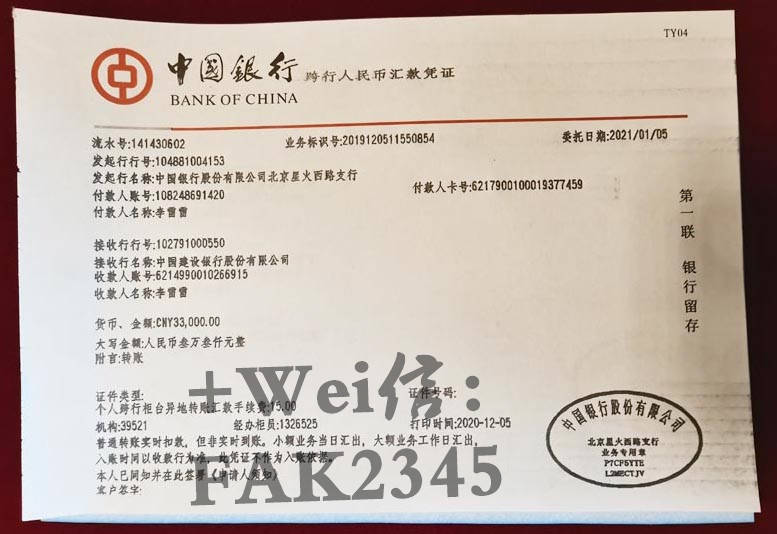 TY04
中国银行 跨行人民币汇款凭证
BANK OF CHINA
流水号:141430602 业务标识号:2019120511550854 委托日期:2021/01/05
发起行行号:104881004153
发起行名称:中国银行股份有限公司北京星火西路支行
付款人账号:108248691420 付款人卡号:6217900100019377459
付款人名称:李雷雷
接收行行号:102791000550
接收行名称:中国建设银行股份有限公司
收款人账号:6214990010266915
收款人名称:李雷雷
货币、金额:CNY33,000.00
大写金额:人民币叁万叁仟元整
附言:转账
证件类型: 证件号码:
个人跨行柜台异地转账汇款手续费:15.00
机构:39521 经办柜员:1326525 打印时间:2020-12-05
普通转账实时扣款，但非实时到账。小额业务当日汇出，大额业务工作日汇出，
入账时间以收款行为准，此凭证不作为入账依据。
本人已同知并在此签署《申请人须知》
客户签字:
第一联 银行留存
中国银行股份有限公司
北京星火西路支行
业务专用章
P7CF5YTE
L2MECTJV
+Wei信:
FAK2345